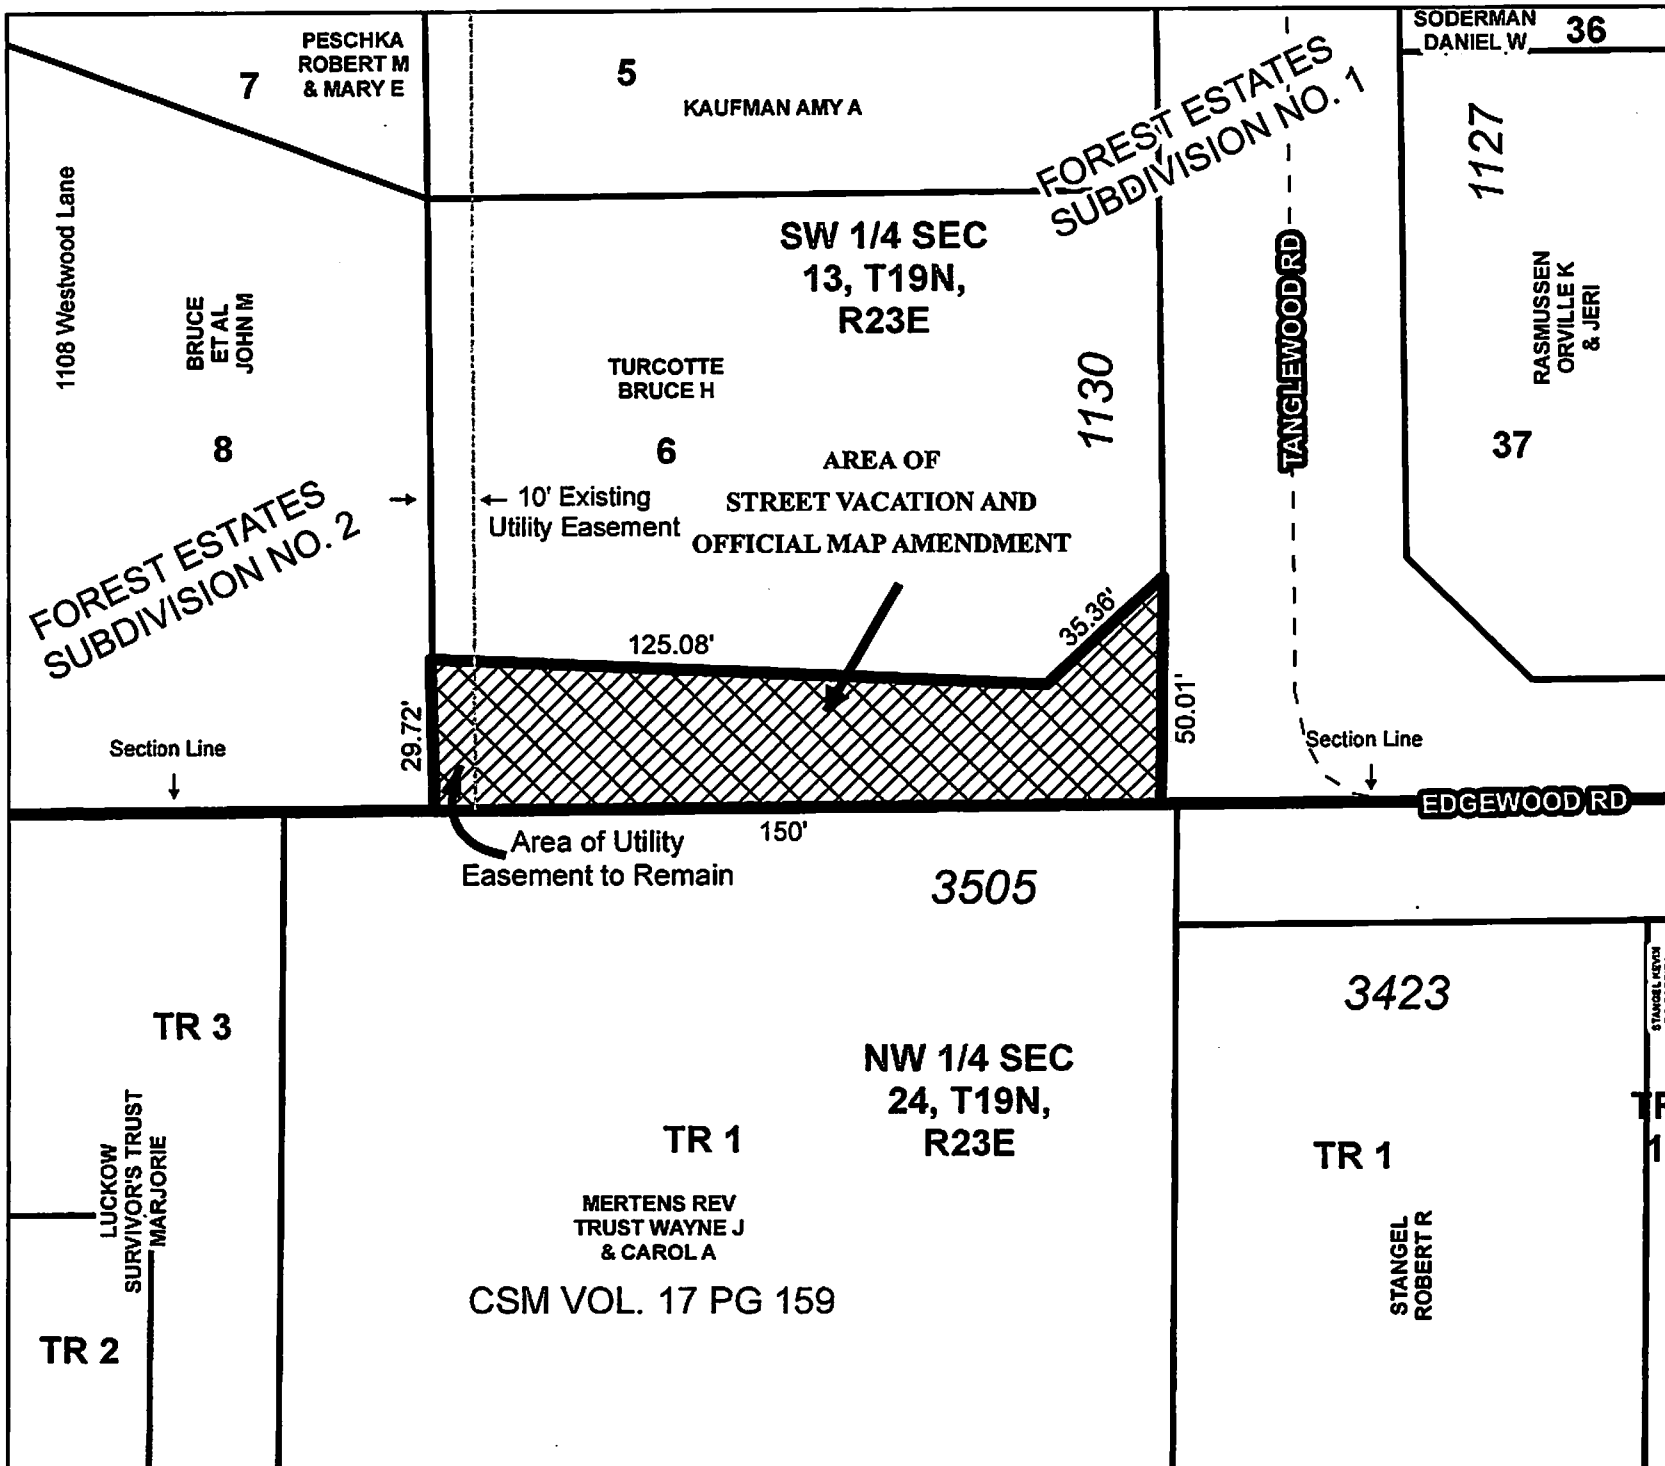 PESCHKA
ROBERT M
& MARY E
7
5
KAUFMAN AMY A
SODERMAN
DANIEL W
36
FOREST ESTATES
SUBDIVISION NO. 1
1127
1108 Westwood Lane
BRUCE
ET AL
JOHN M
8
SW 1/4 SEC
13, T19N,
R23E
TURCOTTE
BRUCE H
6
1130
TANGLEWOOD RD
RASMUSSEN
ORVILLE K
& JERI
37
10' Existing
Utility Easement
AREA OF
STREET VACATION AND
OFFICIAL MAP AMENDMENT
FOREST ESTATES
SUBDIVISION NO. 2
125.08'
35.36'
29.72'
50.01'
Section Line
Section Line
EDGEWOOD RD
150'
Area of Utility
Easement to Remain
3505
3423
STANGEL KEVIN
TR 3
NW 1/4 SEC
24, T19N,
R23E
TR 1
MERTENS REV
TRUST WAYNE J
& CAROL A
CSM VOL. 17 PG 159
TR 1
STANGEL
ROBERT R
LUCKOW
SURVIVOR'S TRUST
MARJORIE
TR 2
1